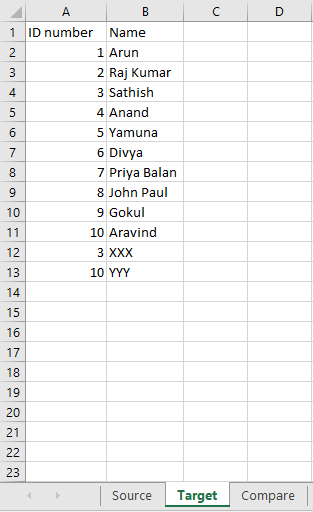 A B C D
1 ID number Name
2 1 Arun
3 2 Raj Kumar
4 3 Sathish
5 4 Anand
6 5 Yamuna
7 6 Divya
8 7 Priya Balan
9 8 John Paul
10 9 Gokul
11 10 Aravind
12 3 XXX
13 10 YYY
14
15
16
17
18
19
20
21
22
23
Source Target Compare